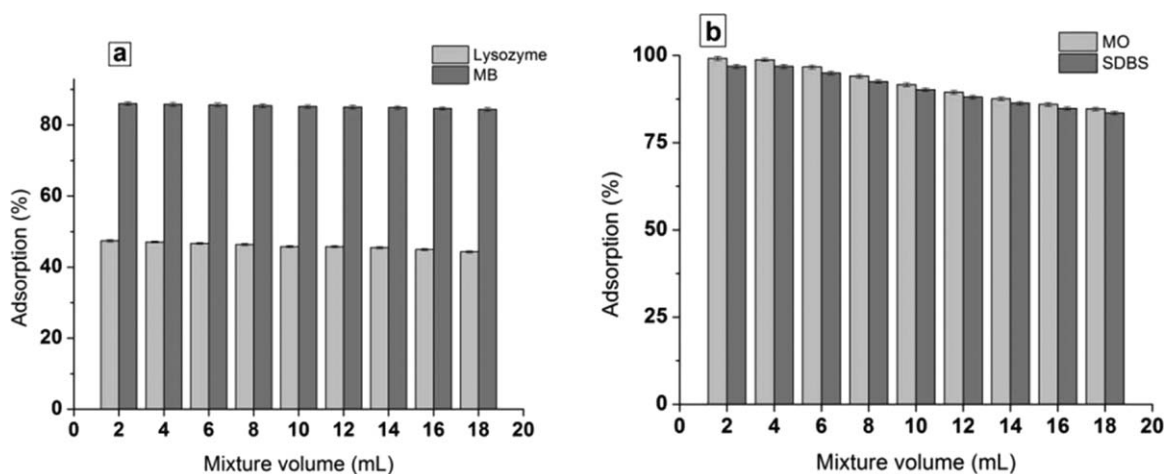 a
Lysozyme
MB
80
60
40
20
0
Adsorption (%)
0 2 4 6 8 10 12 14 16 18 20
Mixture volume (mL)
b
MO
SDBS
100
75
50
25
0
Adsorption (%)
0 2 4 6 8 10 12 14 16 18 20
Mixture volume (mL)